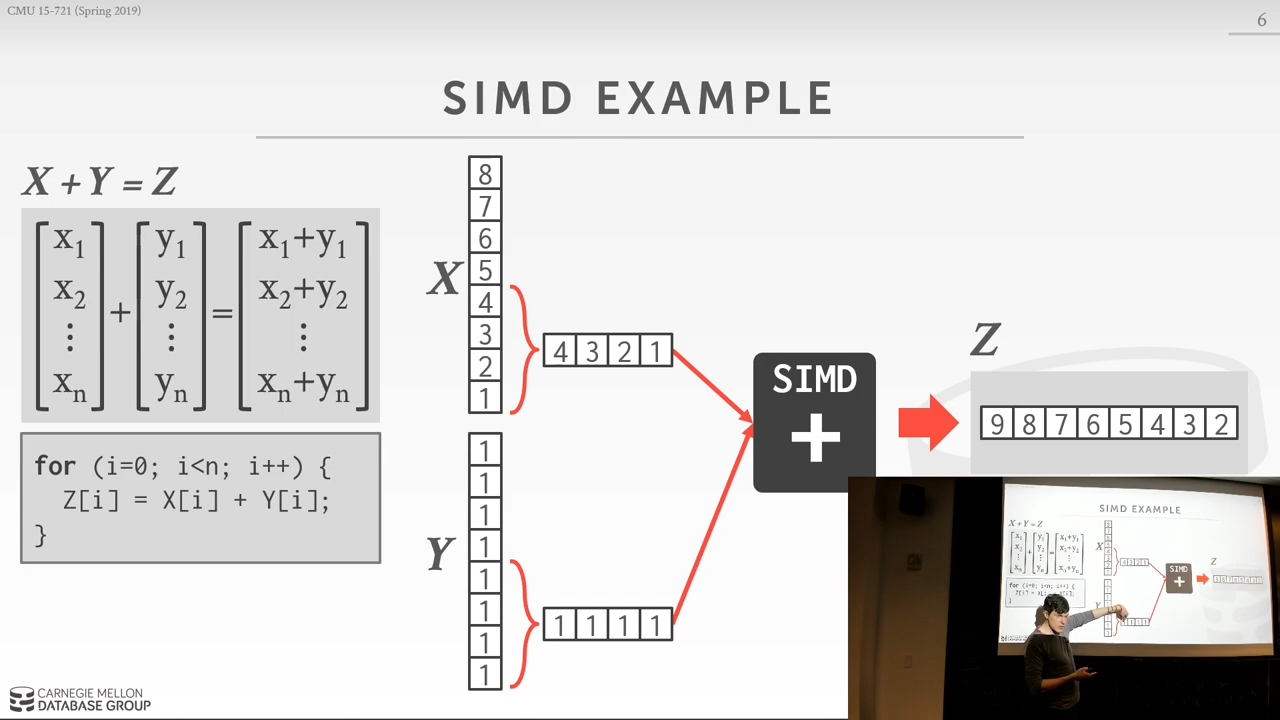 CMU 15-721 (Spring 2019)
6
SIMD EXAMPLE
X + Y = Z
x1 + y1 = x1+y1
x2 y2 x2+y2
⋮ ⋮ ⋮
xn yn xn+yn
for (i=0; i<n; i++) {
Z[i] = X[i] + Y[i];
}
X
8
7
6
5
4
3
2
1
4 3 2 1
Y
1
1
1
1
1
1
1
1
1 1 1 1
SIMD
+
Z
9 8 7 6 5 4 3 2
CARNEGIE MELLON
DATABASE GROUP
SIMD EXAMPLE
X + Y = Z
X
SIMD
+
Z